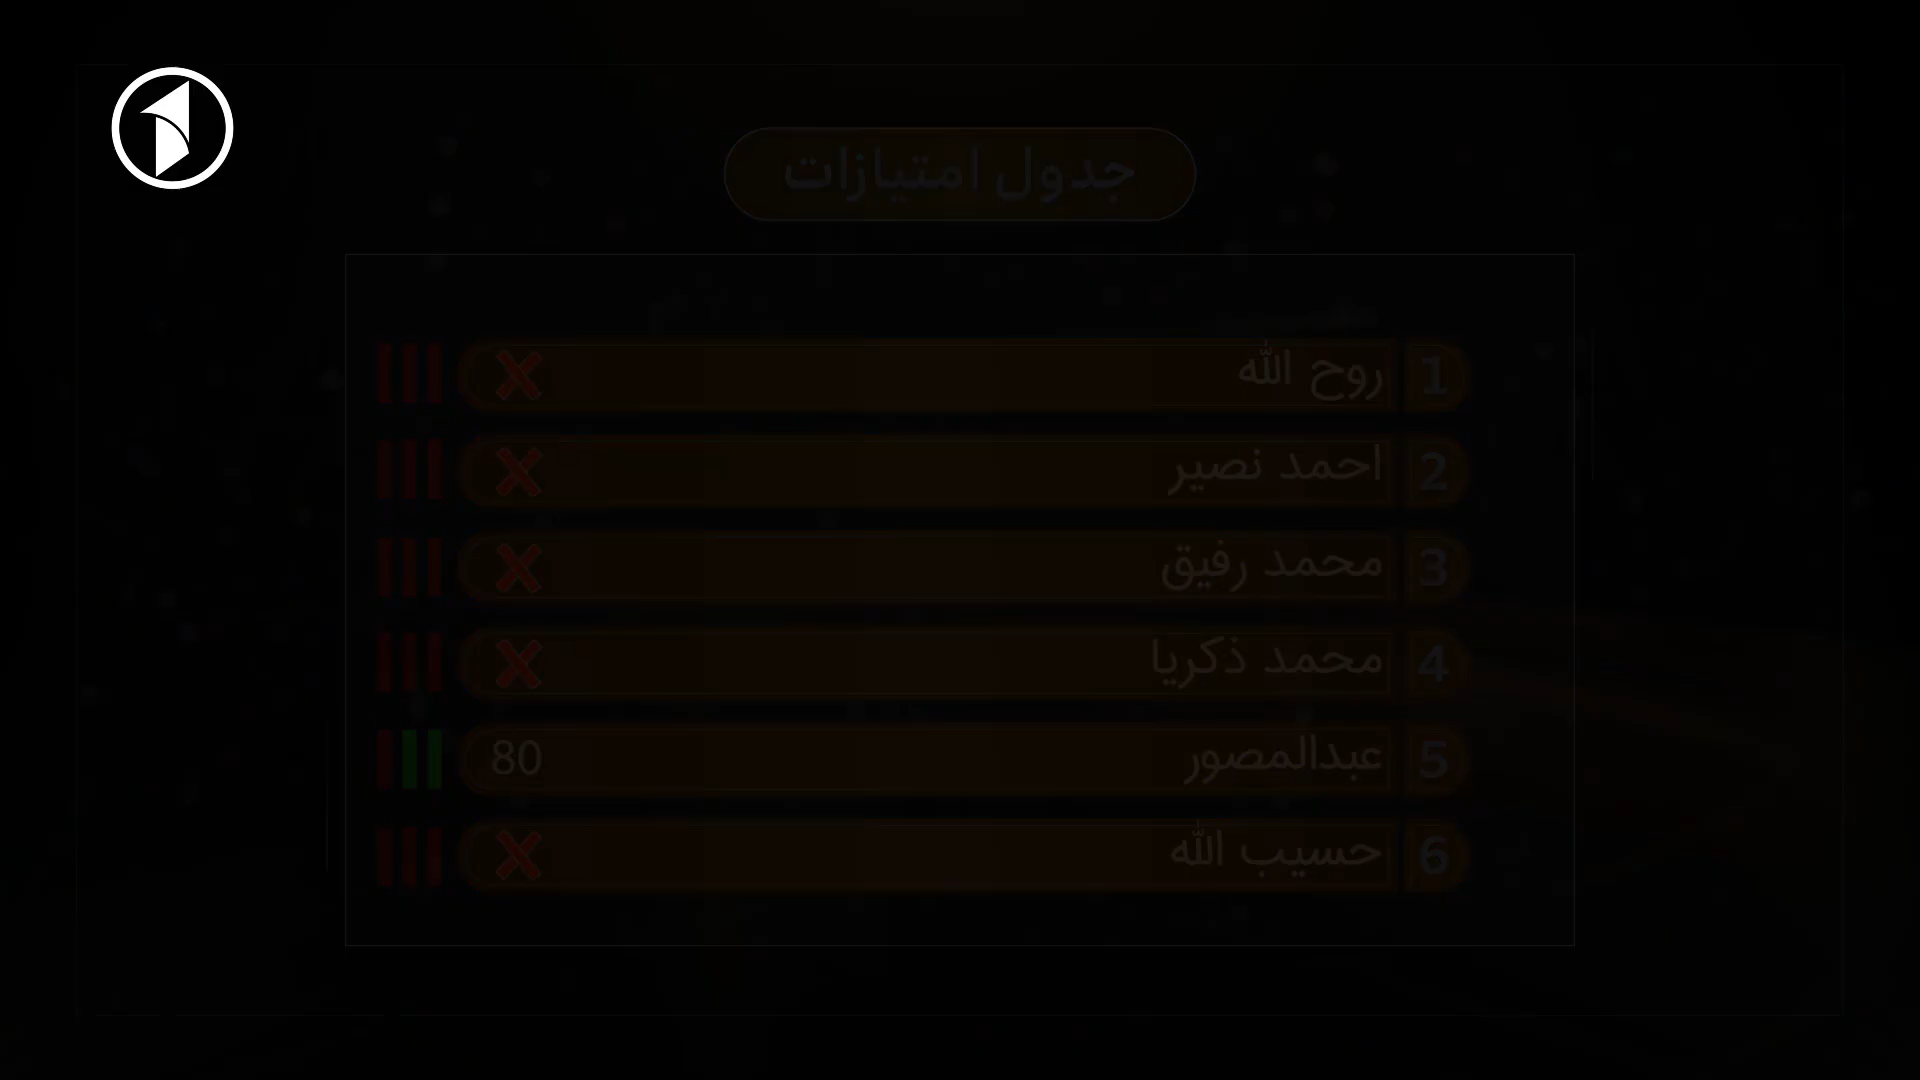 جدول امتیازات
1 روح الله
2 احمد نصیر
3 محمد رفیق
4 محمد ذکریا
5 عبدالمصور 80
6 حسیب الله